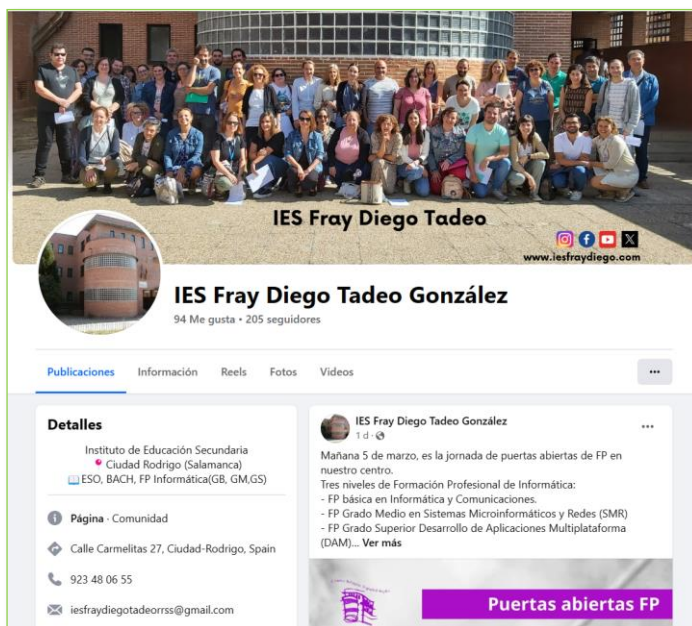 IES Fray Diego Tadeo
www.iesfraydiego.com
IES Fray Diego Tadeo González
94 Me gusta • 205 seguidores
Publicaciones
Información
Reels
Fotos
Videos
Detalles
Instituto de Educación Secundaria
Ciudad Rodrigo (Salamanca)
ESO, BACH, FP Informática(GB, GM,GS)
Página · Comunidad
Calle Carmelitas 27, Ciudad-Rodrigo, Spain
923 48 06 55
iesfraydiegotadeorrss@gmail.com
IES Fray Diego Tadeo González
1 d ·
Mañana 5 de marzo, es la jornada de puertas abiertas de FP en
nuestro centro.
Tres niveles de Formación Profesional de Informática:
- FP básica en Informática y Comunicaciones.
- FP Grado Medio en Sistemas Microinformáticos y Redes (SMR)
- FP Grado Superior Desarrollo de Aplicaciones Multiplataforma
(DAM)... Ver más
Puertas abiertas FP